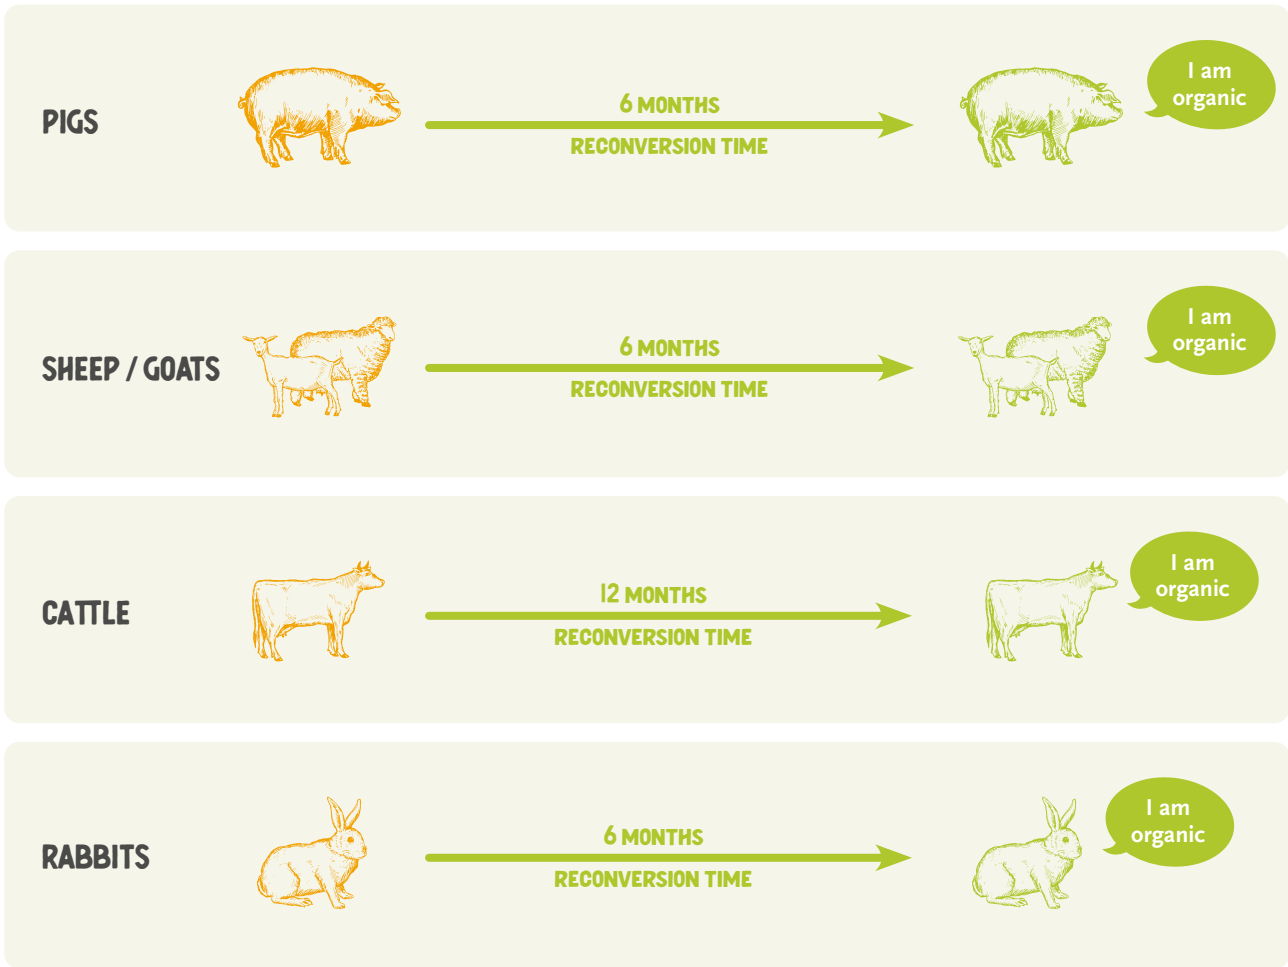 PIGS
6 MONTHS
RECONVERSION TIME
I am
organic
SHEEP / GOATS
6 MONTHS
RECONVERSION TIME
I am
organic
CATTLE
12 MONTHS
RECONVERSION TIME
I am
organic
RABBITS
6 MONTHS
RECONVERSION TIME
I am
organic